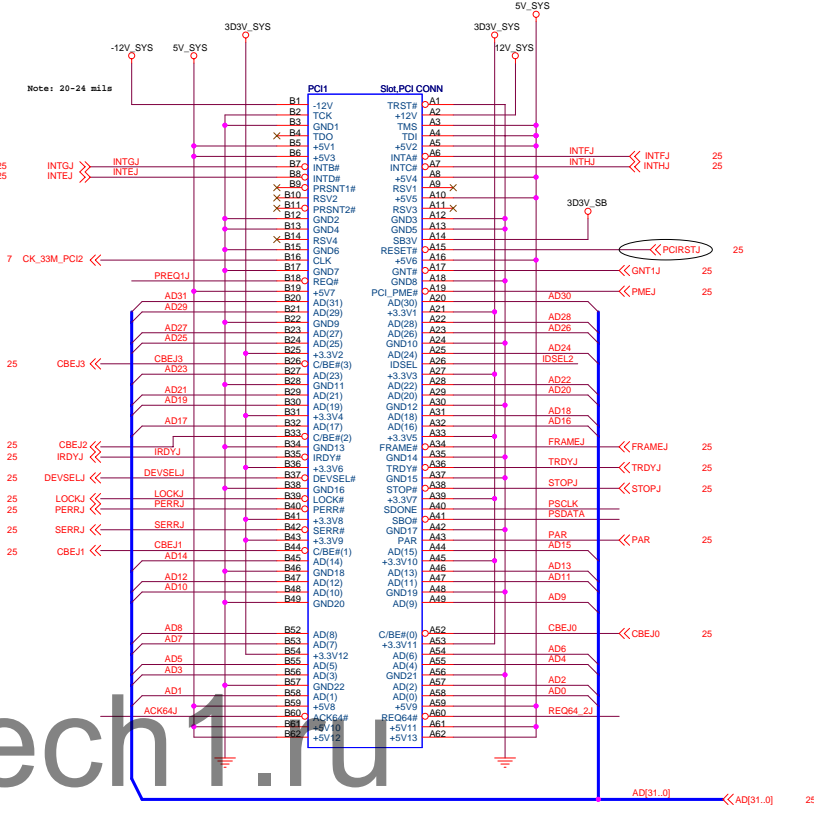 5V_SYS
3D3V_SYS 3D3V_SYS
-12V_SYS 5V_SYS 12V_SYS
Note: 20-24 mils
PCI1 Slot,PCI CONN
B1 -12V TRST# A1
B2 TCK +12V A2
B3 GND1 TMS A3
B4 TDO TDI A4
B5 +5V1 +5V2 A5
B6 +5V3 INTA# A6 INTFJ INTFJ 25
25 INTGJ INTGJ B7 INTB# INTC# A7 INTHJ INTHJ 25
25 INTEJ INTEJ B8 INTD# +5V4 A8
B9 PRSNT1# RSV1 A9
B10 RSV2 +5V5 A10
B11 PRSNT2# RSV3 A11
B12 GND2 GND3 A12 3D3V_SB
B13 GND4 GND5 A13
B14 RSV4 SB3V A14
B15 GND6 RESET# A15 PCIRSTJ 25
7 CK_33M_PCI2 B16 CLK +5V6 A16
B17 GND7 GNT# A17 GNT1J 25
PREQ1J B18 REQ# GND8 A18
B19 +5V7 PCI_PME# A19 PMEJ 25
AD31 B20 AD(31) AD(30) A20 AD30
AD29 B21 AD(29) +3.3V1 A21
B22 GND9 AD(28) A22 AD28
AD27 B23 AD(27) AD(26) A23 AD26
AD25 B24 AD(25) GND10 A24
B25 +3.3V2 AD(24) A25 AD24
25 CBEJ3 CBEJ3 B26 C/BE#(3) IDSEL A26 IDSEL2
AD23 B27 AD(23) +3.3V3 A27
B28 GND11 AD(22) A28 AD22
AD21 B29 AD(21) AD(20) A29 AD20
AD19 B30 AD(19) GND12 A30
B31 +3.3V4 AD(18) A31 AD18
AD17 B32 AD(17) AD(16) A32 AD16
B33 C/BE#(2) +3.3V5 A33
25 CBEJ2 B34 GND13 FRAME# A34 FRAMEJ FRAMEJ 25
25 IRDYJ IRDYJ B35 IRDY# GND14 A35
B36 +3.3V6 TRDY# A36 TRDYJ TRDYJ 25
25 DEVSELJ DEVSELJ B37 DEVSEL# GND15 A37
B38 GND16 STOP# A38 STOPJ STOPJ 25
25 LOCKJ LOCKJ B39 LOCK# +3.3V7 A39
25 PERRJ PERRJ B40 PERR# SDONE A40 PSCLK
B41 +3.3V8 SBO# A41 PSDATA
25 SERRJ SERRJ B42 SERR# GND17 A42
B43 +3.3V9 PAR A43 PAR PAR 25
25 CBEJ1 CBEJ1 B44 C/BE#(1) AD(15) A44 AD15
AD14 B45 AD(14) +3.3V10 A45
B46 GND18 AD(13) A46 AD13
AD12 B47 AD(12) AD(11) A47 AD11
AD10 B48 AD(10) GND19 A48
B49 GND20 AD(9) A49 AD9
AD8 B52 AD(8) C/BE#(0) A52 CBEJ0 CBEJ0 25
AD7 B53 AD(7) +3.3V11 A53
B54 +3.3V12 AD(6) A54 AD6
AD5 B55 AD(5) AD(4) A55 AD4
AD3 B56 AD(3) GND21 A56
B57 GND22 AD(2) A57 AD2
AD1 B58 AD(1) AD(0) A58 AD0
B59 +5V8 +5V9 A59
ACK64J B60 ACK64# REQ64# A60 REQ64_2J
B61 +5V10 +5V11 A61
B62 +5V12 +5V13 A62
ech1.ru
AD[31..0] AD[31..0] 25